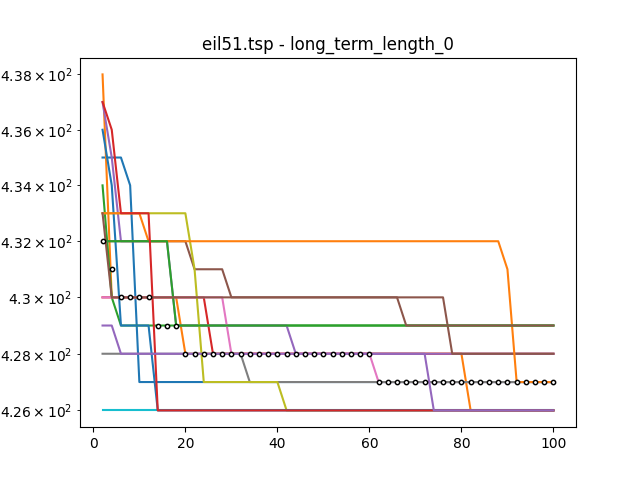 eil51.tsp - long_term_length_0
4.38 × 10²
4.36 × 10²
4.34 × 10²
4.32 × 10²
4.3 × 10²
4.28 × 10²
4.26 × 10²
0 20 40 60 80 100